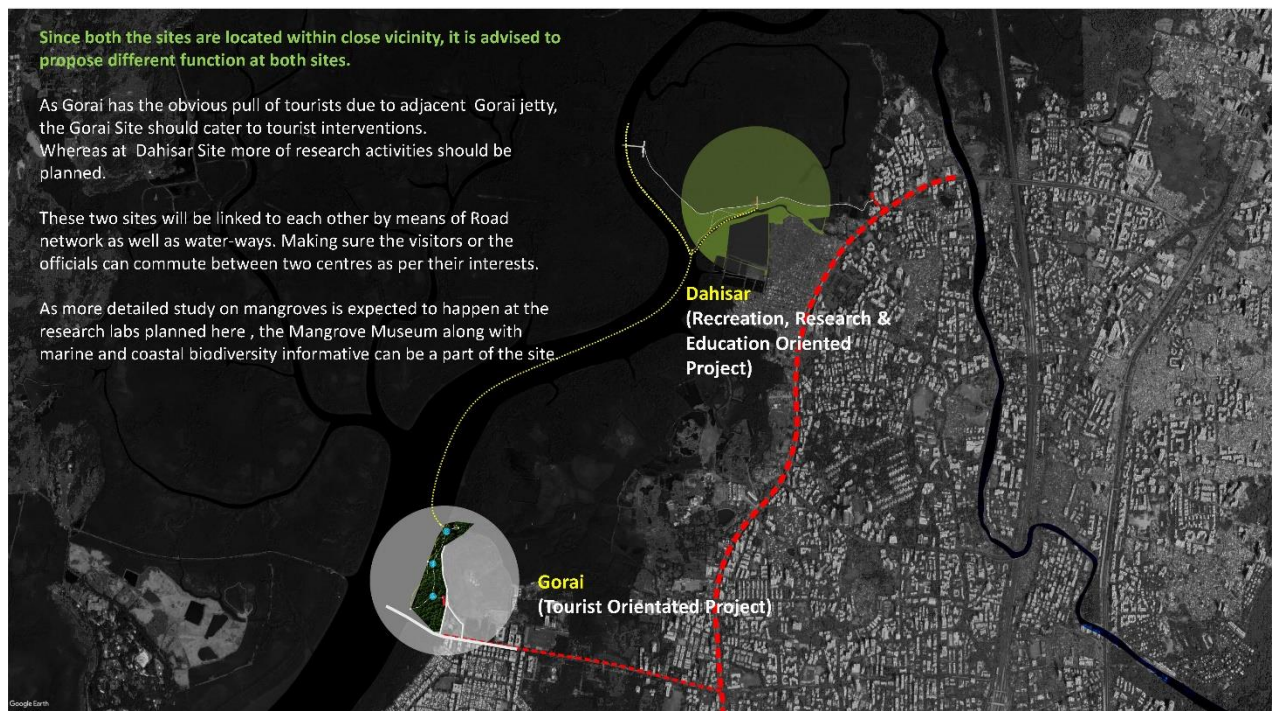 Since both the sites are located within close vicinity, it is advised to
propose different function at both sites.
As Gorai has the obvious pull of tourists due to adjacent Gorai jetty,
the Gorai Site should cater to tourist interventions.
Whereas at Dahisar Site more of research activities should be
planned.
These two sites will be linked to each other by means of Road
network as well as water-ways. Making sure the visitors or the
officials can commute between two centres as per their interests.
As more detailed study on mangroves is expected to happen at the
research labs planned here , the Mangrove Museum along with
marine and coastal biodiversity informative can be a part of the site.
Dahisar
(Recreation, Research &
Education Oriented
Project)
Gorai
(Tourist Orientated Project)
Google Earth